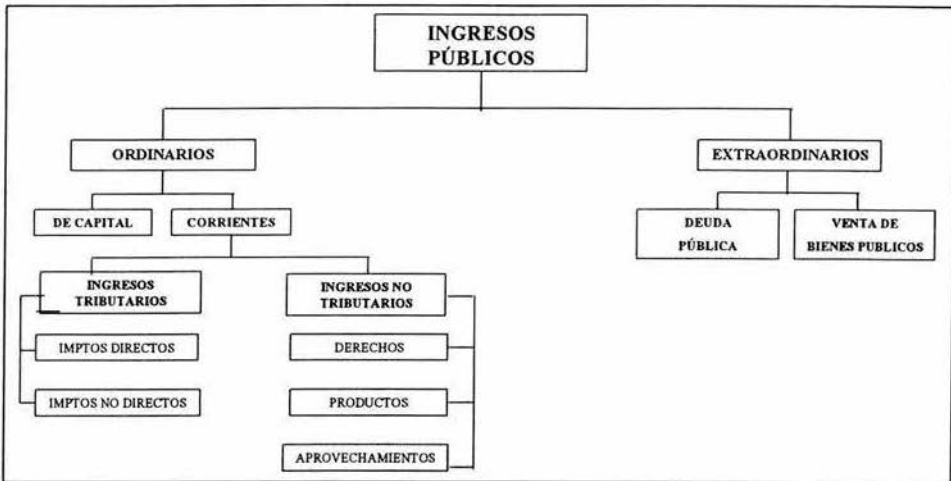 INGRESOS
PÚBLICOS
ORDINARIOS
EXTRAORDINARIOS
DE CAPITAL
CORRIENTES
DEUDA
PÚBLICA
VENTA DE
BIENES PUBLICOS
INGRESOS
TRIBUTARIOS
INGRESOS NO
TRIBUTARIOS
IMPTOS DIRECTOS
DERECHOS
IMPTOS NO DIRECTOS
PRODUCTOS
APROVECHAMIENTOS